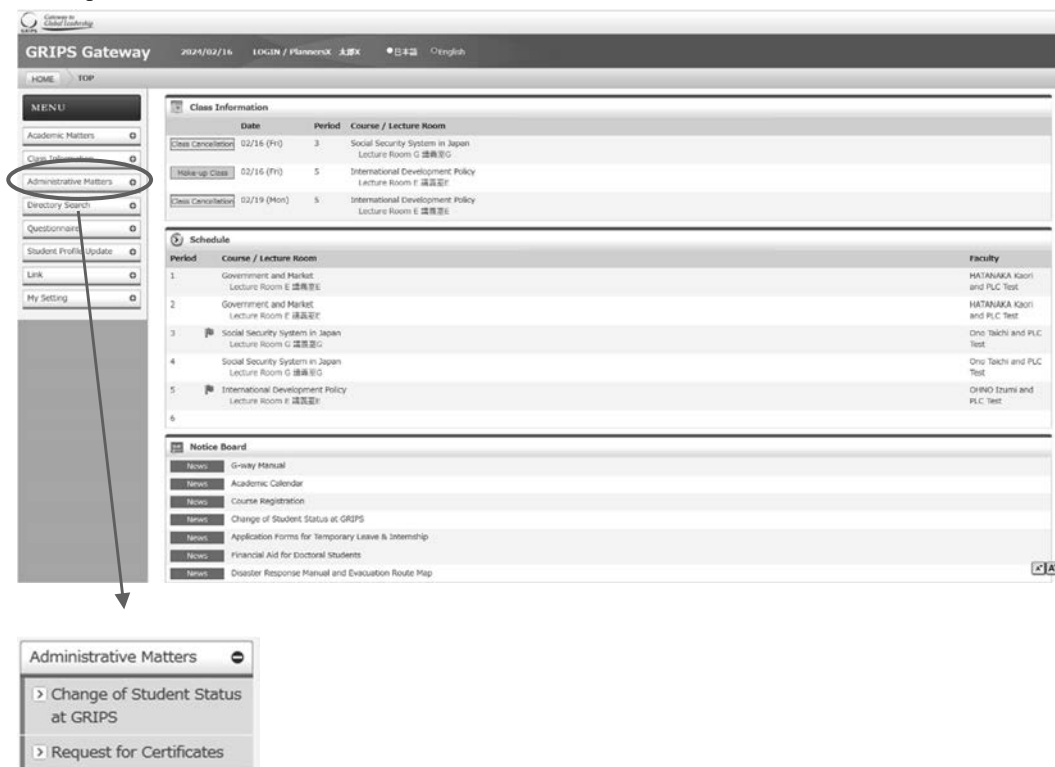 Gateway to
Global Leadership
GRIPS
GRIPS Gateway 2024/02/16 LOGIN / PlannersX 太郎X 日本語 English
HOME TOP
MENU
Academic Matters
Class Information
Administrative Matters
Directory Search
Questionnaire
Student Profile Update
Link
My Setting
Class Information
Date Period Course / Lecture Room
Class Cancellation 02/16 (Fri) 3 Social Security System in Japan
Lecture Room G 講義室G
Make-up Class 02/16 (Fri) 5 International Development Policy
Lecture Room E 講義室E
Class Cancellation 02/19 (Mon) 5 International Development Policy
Lecture Room E 講義室E
Schedule
Period Course / Lecture Room Faculty
1 Government and Market HATANAKA Kaori
Lecture Room E 講義室E and PLC Test
2 Government and Market HATANAKA Kaori
Lecture Room E 講義室E and PLC Test
3 Social Security System in Japan Ono Taichi and PLC
Lecture Room G 講義室G Test
4 Social Security System in Japan Ono Taichi and PLC
Lecture Room G 講義室G Test
5 International Development Policy OHNO Izumi and
Lecture Room E 講義室E PLC Test
6
Notice Board
News G-way Manual
News Academic Calendar
News Course Registration
News Change of Student Status at GRIPS
News Application Forms for Temporary Leave & Internship
News Financial Aid for Doctoral Students
News Disaster Response Manual and Evacuation Route Map
Administrative Matters
Change of Student Status
at GRIPS
Request for Certificates